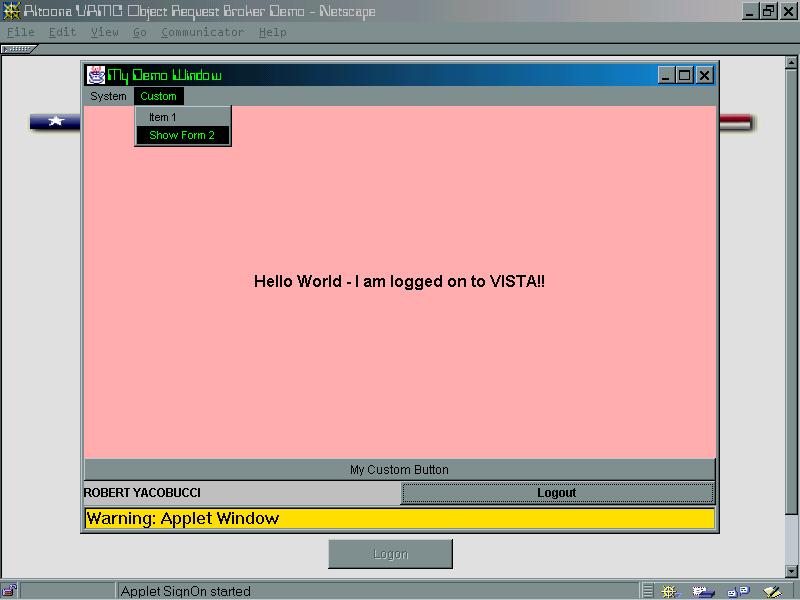 Altoona VAMC Object Request Broker Demo - Netscape
File Edit View Go Communicator Help
My Demo Window
System Custom
Item 1
Show Form 2
Hello World - I am logged on to VISTA!!
My Custom Button
ROBERT YACOBUCCI Logout
Warning: Applet Window
Logon
Applet SignOn started